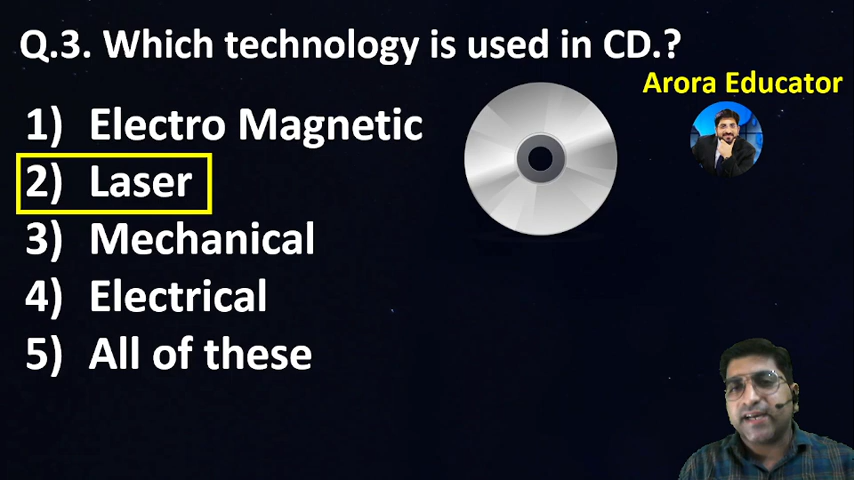 Q.3. Which technology is used in CD.?
Arora Educator
1) Electro Magnetic
2) Laser
3) Mechanical
4) Electrical
5) All of these